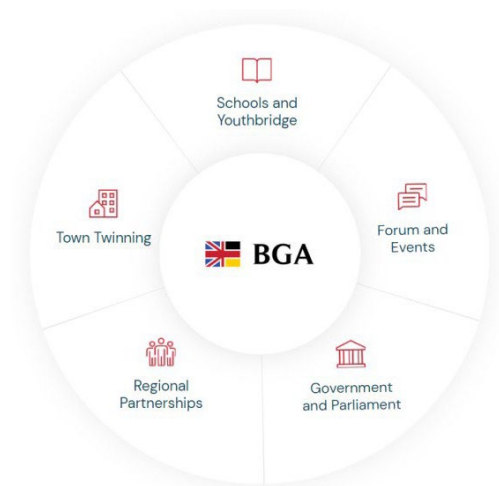 Schools and
Youthbridge
Forum and
Events
Town Twinning
BGA
Regional
Partnerships
Government
and Parliament